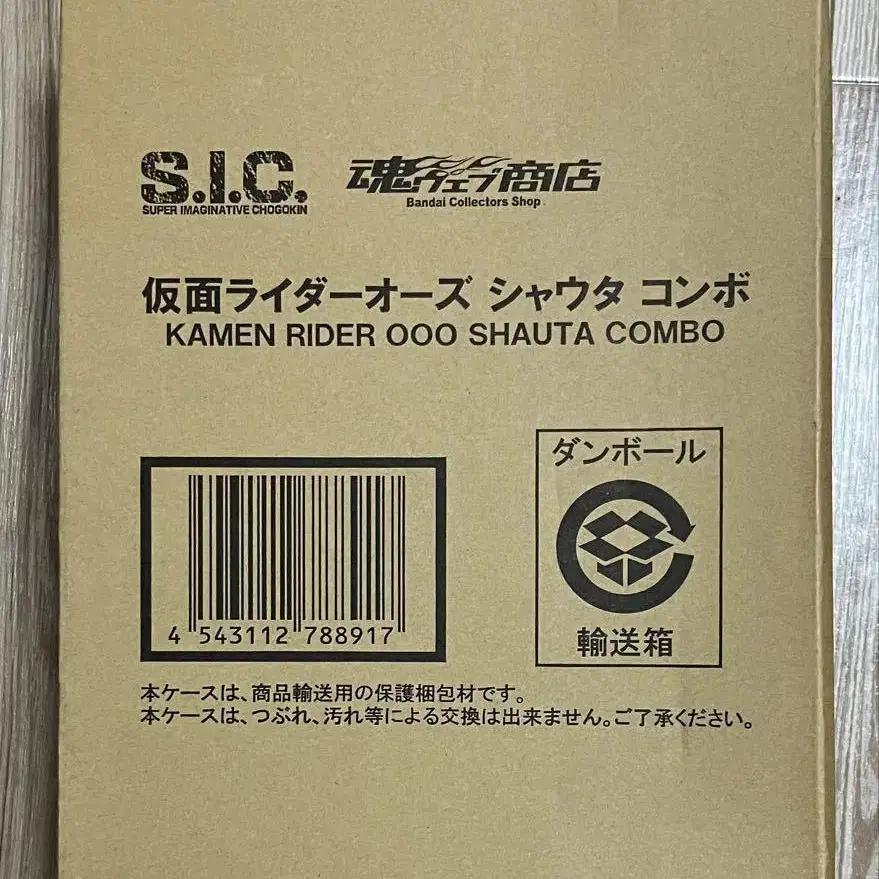 S.I.C.
SUPER IMAGINATIVE CHOGOKIN
魂ウェブ商店
Bandai Collectors Shop
仮面ライダーオーズ シャウタ コンボ
KAMEN RIDER OOO SHAUTA COMBO
ダンボール
輸送箱
4 543112 788917
本ケースは、商品輸送用の保護梱包材です。
本ケースは、つぶれ、汚れ等による交換は出来ません。ご了承ください。